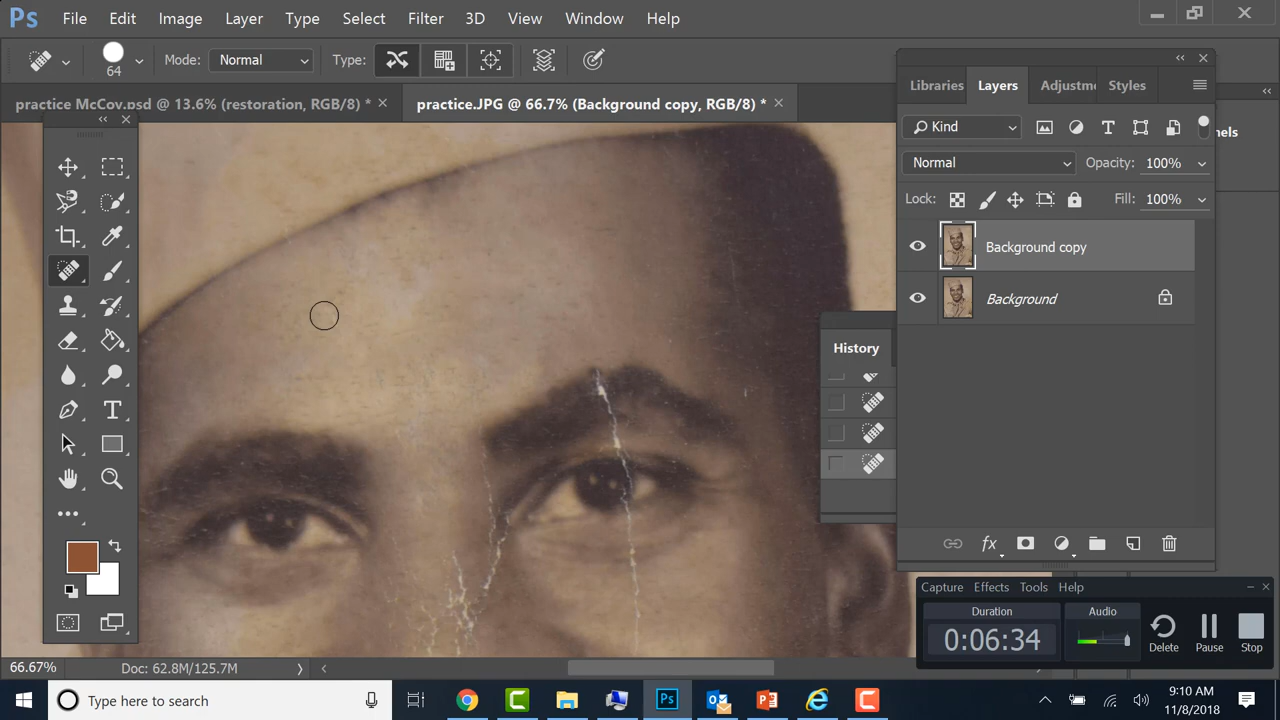 Ps File Edit Image Layer Type Select Filter 3D View Window Help
64 Mode: Normal Type:
practice McCoy.psd @ 13.6% (restoration, RGB/8) * practice.JPG @ 66.7% (Background copy, RGB/8) *
Libraries Layers Adjustme Styles
Kind
nels
Normal Opacity: 100%
Lock: Fill: 100%
Background copy
Background
History
T
fx
Capture Effects Tools Help
Duration Audio
0:06:34
Delete Pause Stop
66.67% Doc: 62.8M/125.7M
Type here to search
9:10 AM
11/8/2018